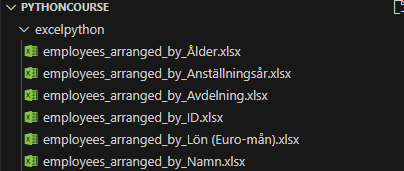 PYTHONCOURSE
excelpython
employees_arranged_by_Ålder.xlsx
employees_arranged_by_Anställningsår.xlsx
employees_arranged_by_Avdelning.xlsx
employees_arranged_by_ID.xlsx
employees_arranged_by_Lön (Euro-mån).xlsx
employees_arranged_by_Namn.xlsx